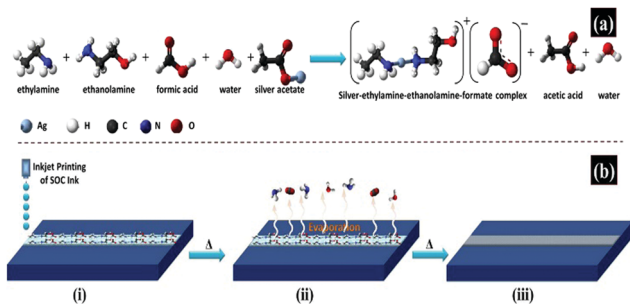 (a)
+ + + + + −
ethylamine ethanolamine formic acid water silver acetate Silver-ethylamine-ethanolamine-formate complex acetic acid water
Ag H C N O
Inkjet Printing
of SOC Ink
(b)
Evaporation
Δ Δ
(i) (ii) (iii)